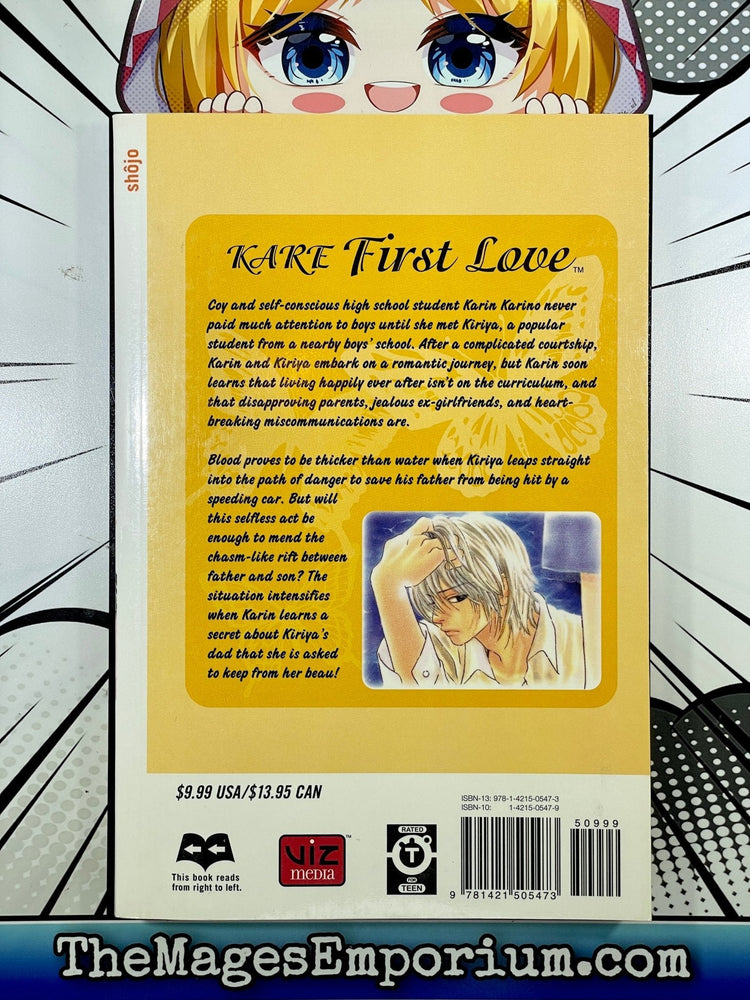 shôjo
KARE First Love™
Coy and self-conscious high school student Karin Karino never
paid much attention to boys until she met Kiriya, a popular
student from a nearby boys' school. After a complicated courtship,
Karin and Kiriya embark on a romantic journey, but Karin soon
learns that living happily ever after isn't on the curriculum, and
that disapproving parents, jealous ex-girlfriends, and heart-
breaking miscommunications are.
Blood proves to be thicker than water when Kiriya leaps straight
into the path of danger to save his father from being hit by a
speeding car. But will
this selfless act be
enough to mend the
chasm-like rift between
father and son? The
situation intensifies
when Karin learns a
secret about Kiriya's
dad that she is asked
to keep from her beau!
$9.99 USA/$13.95 CAN
ISBN-13: 978-1-4215-0547-3
ISBN-10: 1-4215-0547-9
50999
This book reads
from right to left.
VIZ
MEDIA
™
RATED
T
FOR
TEEN
9 781421 505473
TheMagesEmporium.com